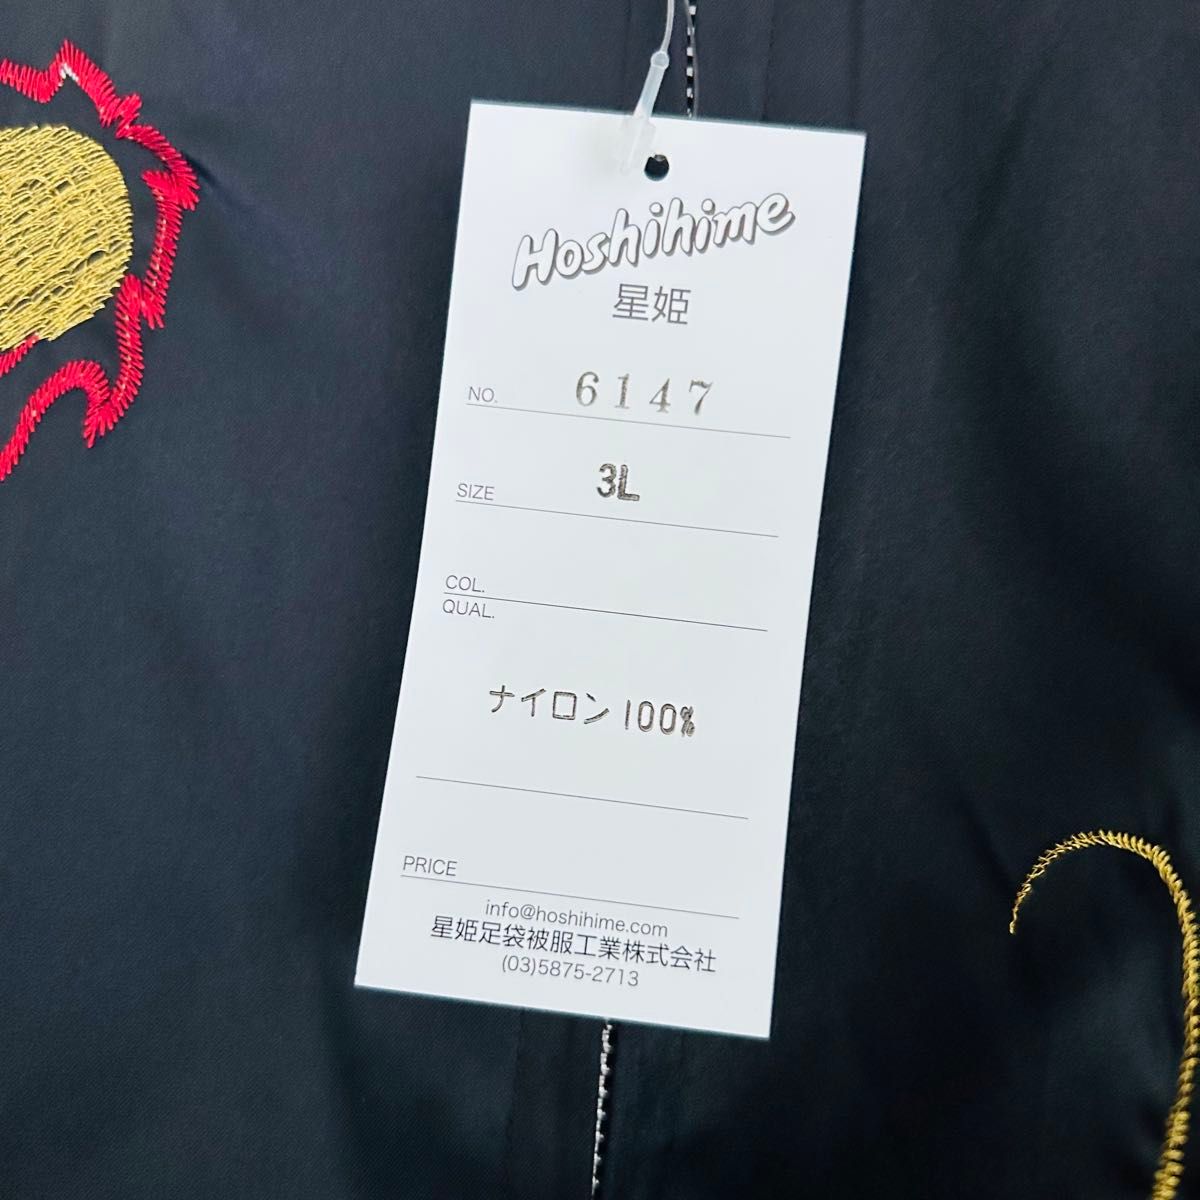 Hoshihime
星姫
NO. 6147
SIZE 3L
COL.
QUAL.
ナイロン100%
PRICE
info@hoshihime.com
星姫足袋被服工業株式会社
(03)5875-2713